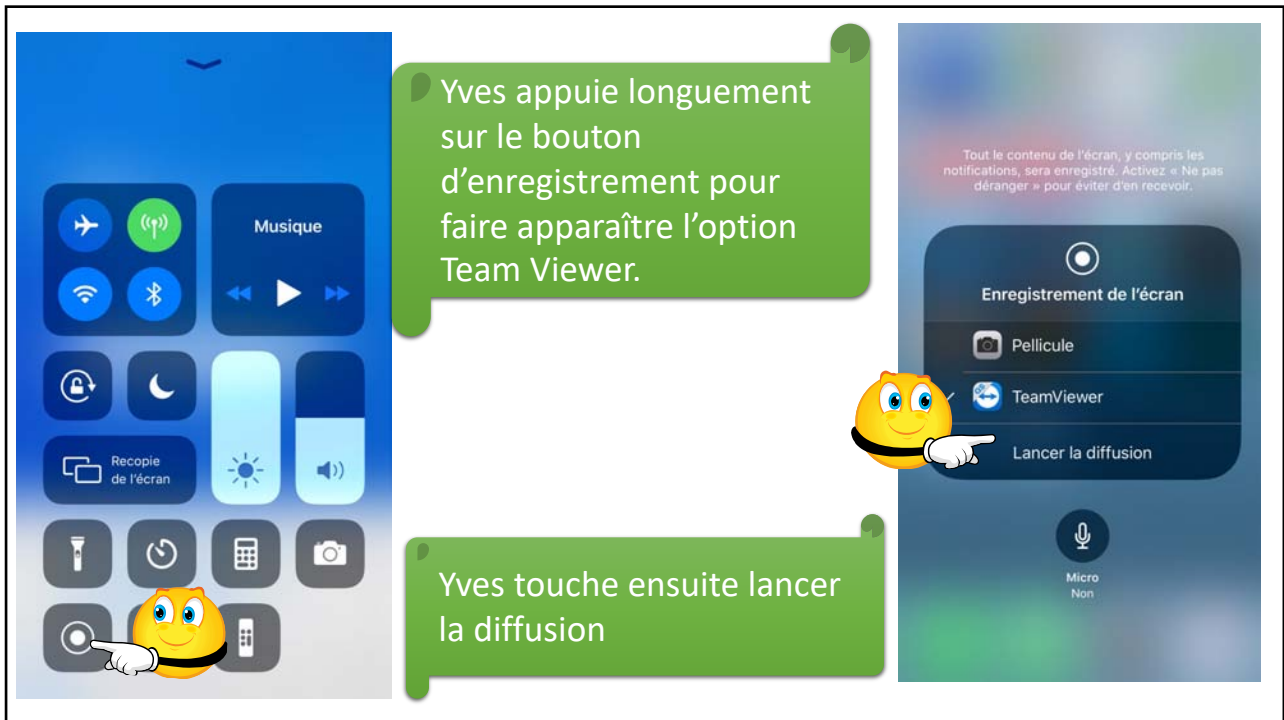 Musique
Recopie
de l'écran
Yves appuie longuement
sur le bouton
d'enregistrement pour
faire apparaître l'option
Team Viewer.
Yves touche ensuite lancer
la diffusion
Tout le contenu de l'écran, y compris les
notifications, sera enregistré. Activez « Ne pas
déranger » pour éviter d'en recevoir.
Enregistrement de l'écran
Pellicule
TeamViewer
Lancer la diffusion
Micro
Non